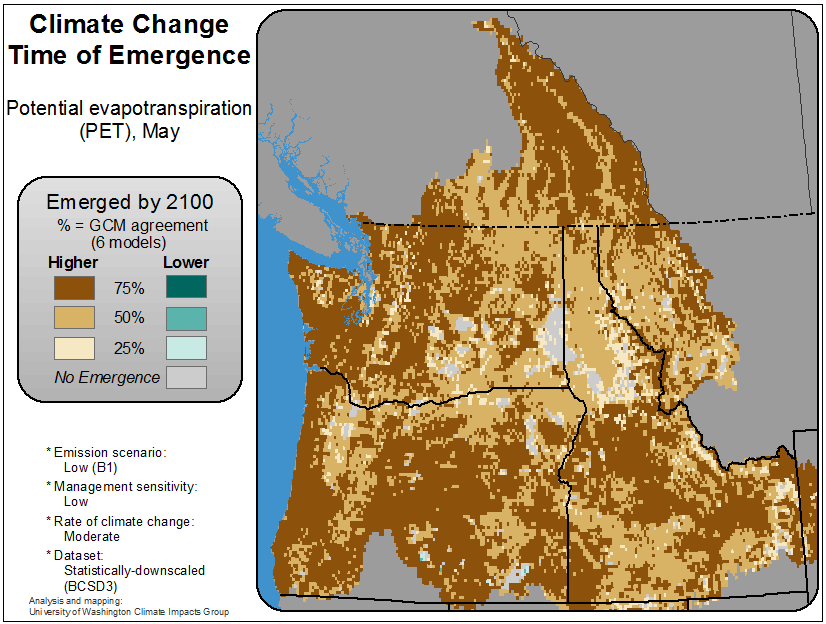 Climate Change
Time of Emergence
Potential evapotranspiration
(PET), May
Emerged by 2100
% = GCM agreement
(6 models)
Higher Lower
75%
50%
25%
No Emergence
* Emission scenario:
Low (B1)
* Management sensitivity:
Low
* Rate of climate change:
Moderate
* Dataset:
Statistically-downscaled
(BCSD3)
Analysis and mapping:
University of Washington Climate Impacts Group